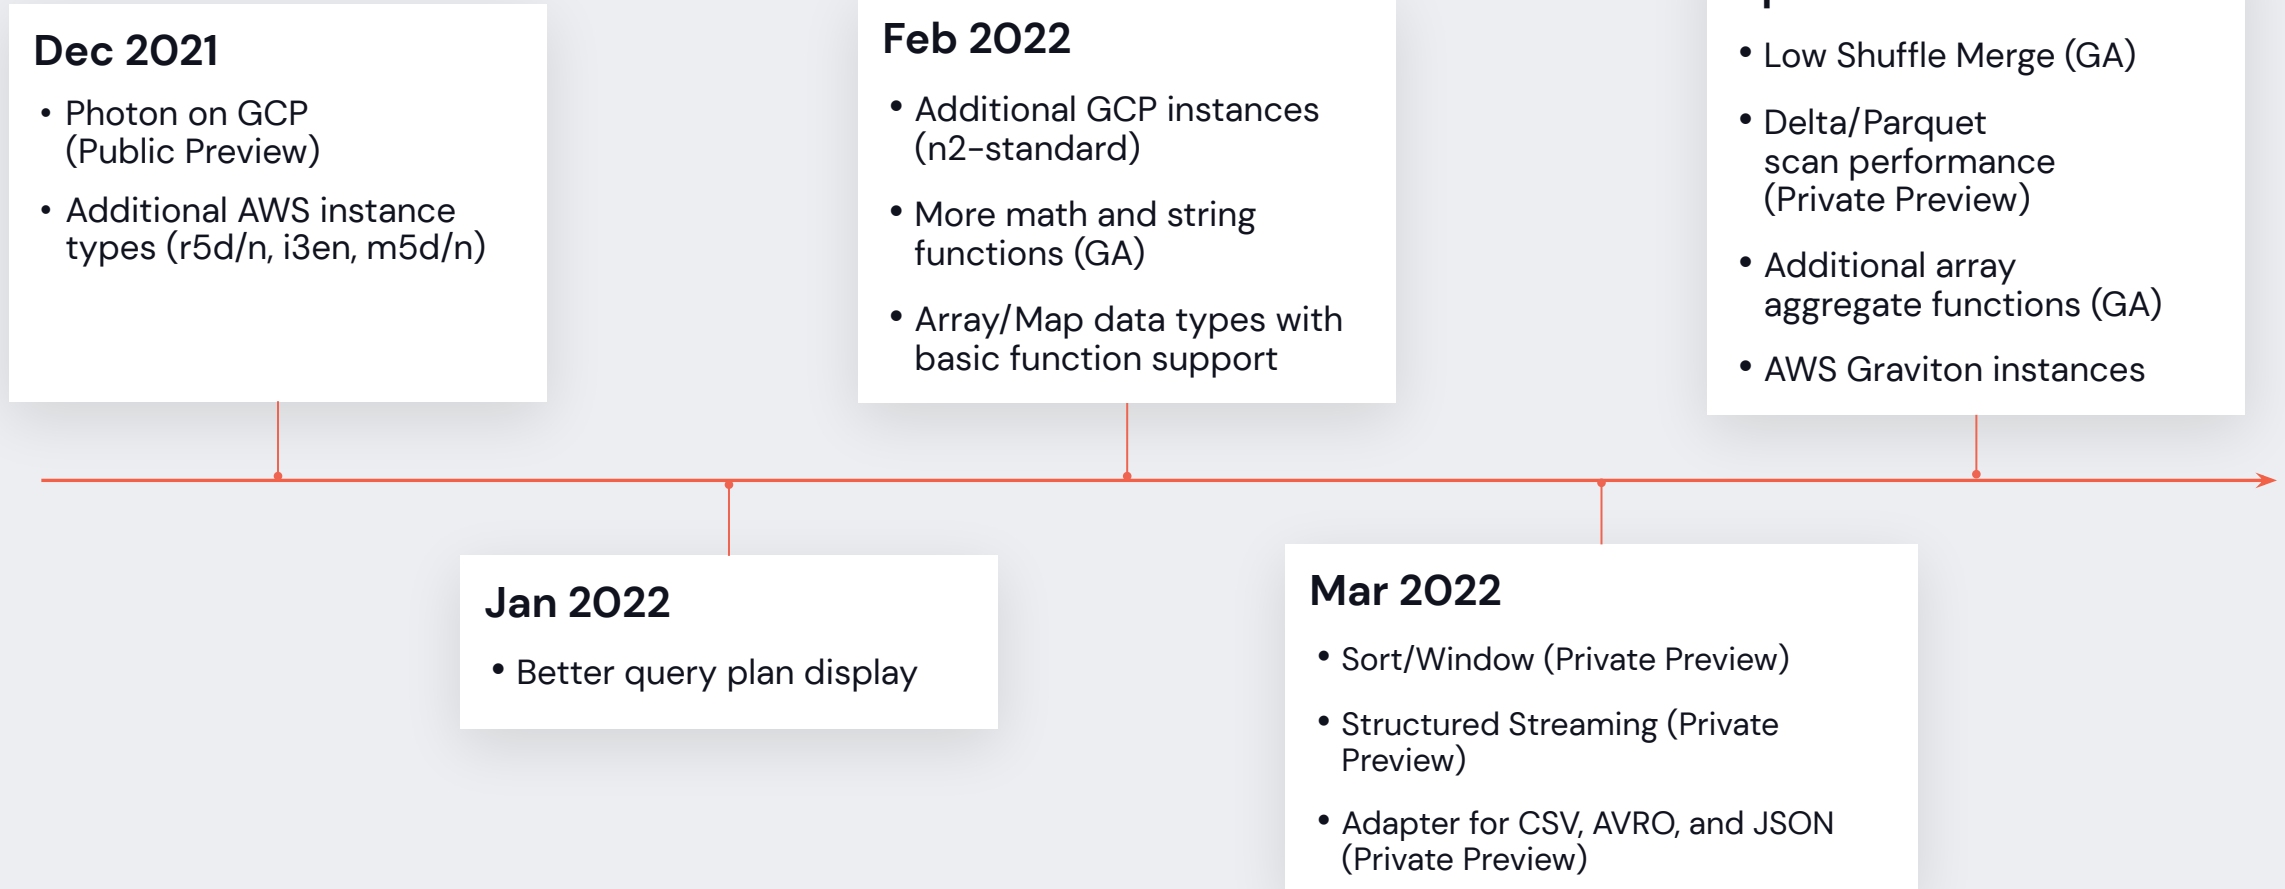 Dec 2021
• Photon on GCP
(Public Preview)
• Additional AWS instance
types (r5d/n, i3en, m5d/n)
Jan 2022
• Better query plan display
Feb 2022
• Additional GCP instances
(n2-standard)
• More math and string
functions (GA)
• Array/Map data types with
basic function support
Mar 2022
• Sort/Window (Private Preview)
• Structured Streaming (Private
Preview)
• Adapter for CSV, AVRO, and JSON
(Private Preview)
• Low Shuffle Merge (GA)
• Delta/Parquet
scan performance
(Private Preview)
• Additional array
aggregate functions (GA)
• AWS Graviton instances